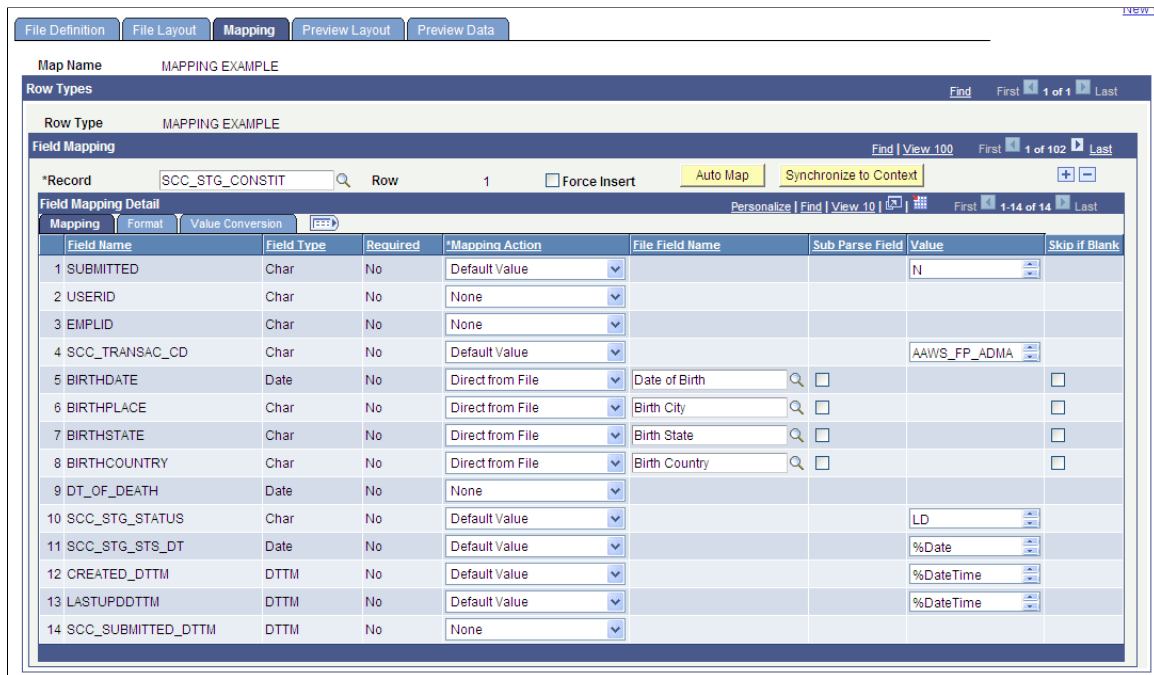 New
File Definition File Layout Mapping Preview Layout Preview Data
Map Name MAPPING EXAMPLE
Row Types Find First 1 of 1 Last
Row Type MAPPING EXAMPLE
Field Mapping Find | View 100 First 1 of 102 Last
*Record SCC_STG_CONSTIT Row 1 Force Insert Auto Map Synchronize to Context
Field Mapping Detail Personalize | Find | View 10 | | First 1-14 of 14 Last
Mapping Format Value Conversion
Field Name Field Type Required *Mapping Action File Field Name Sub Parse Field Value Skip if Blank
1 SUBMITTED Char No Default Value N
2 USERID Char No None
3 EMPLID Char No None
4 SCC_TRANSAC_CD Char No Default Value AAWS_FP_ADMA
5 BIRTHDATE Date No Direct from File Date of Birth
6 BIRTHPLACE Char No Direct from File Birth City
7 BIRTHSTATE Char No Direct from File Birth State
8 BIRTHCOUNTRY Char No Direct from File Birth Country
9 DT_OF_DEATH Date No None
10 SCC_STG_STATUS Char No Default Value LD
11 SCC_STG_STS_DT Date No Default Value %Date
12 CREATED_DTTM DTTM No Default Value %DateTime
13 LASTUPDDTTM DTTM No Default Value %DateTime
14 SCC_SUBMITTED_DTTM DTTM No None